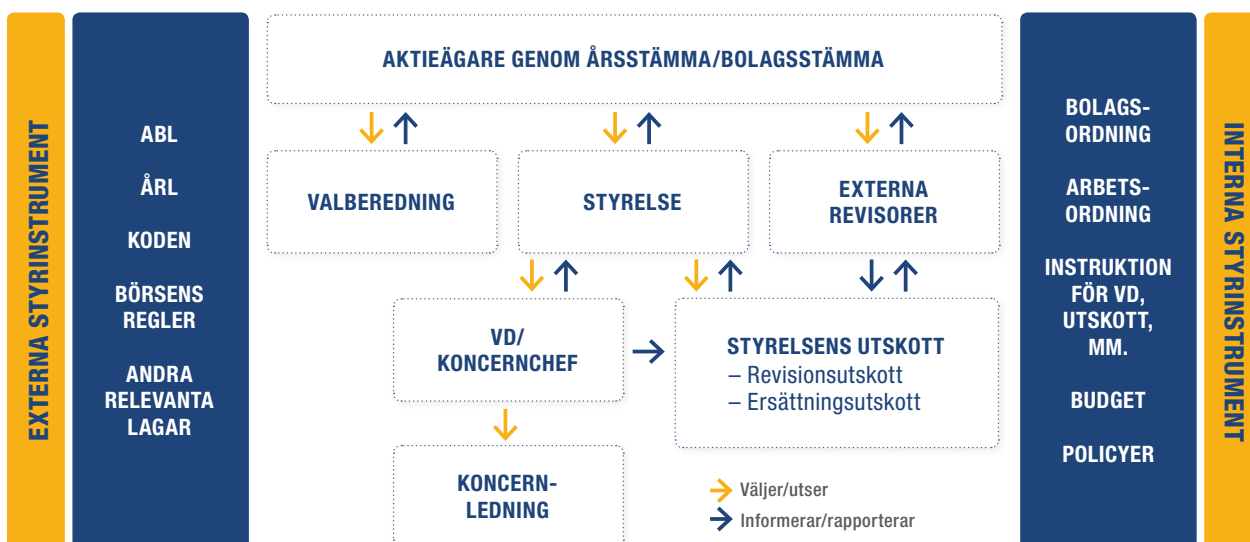 EXTERNA STYRINSTRUMENT
ABL
ÅRL
KODEN
BÖRSENS
REGLER
ANDRA
RELEVANTA
LAGAR
AKTIEÄGARE GENOM ÅRSSTÄMMA/BOLAGSSTÄMMA
VALBEREDNING
STYRELSE
EXTERNA
REVISORER
VD/
KONCERNCHEF
STYRELSENS UTSKOTT
– Revisionsutskott
– Ersättningsutskott
KONCERN-
LEDNING
Väljer/utser
Informerar/rapporterar
BOLAGS-
ORDNING
ARBETS-
ORDNING
INSTRUKTION
FÖR VD,
UTSKOTT,
MM.
BUDGET
POLICYER
INTERNA STYRINSTRUMENT